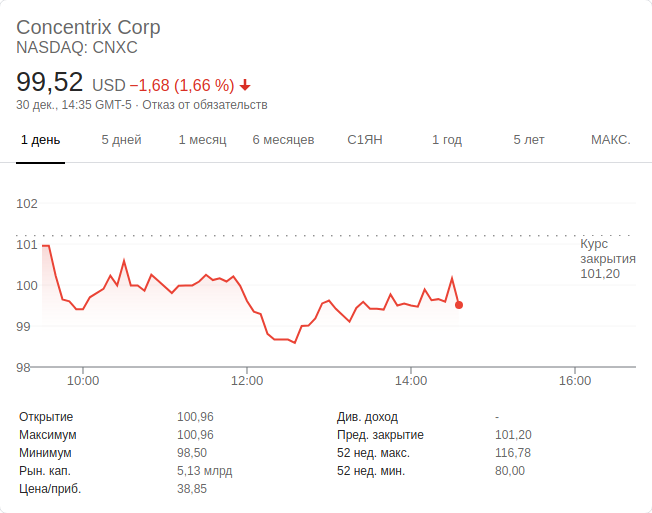 Concentrix Corp
NASDAQ: CNXC
99,52 USD −1,68 (1,66 %)
30 дек., 14:35 GMT-5 · Отказ от обязательств
1 день 5 дней 1 месяц 6 месяцев С1ЯН 1 год 5 лет МАКС.
102
101
100
99
98
Курс
закрытия
101,20
10:00 12:00 14:00 16:00
Открытие 100,96 Див. доход -
Максимум 100,96 Пред. закрытие 101,20
Минимум 98,50 52 нед. макс. 116,78
Рын. кап. 5,13 млрд 52 нед. мин. 80,00
Цена/приб. 38,85